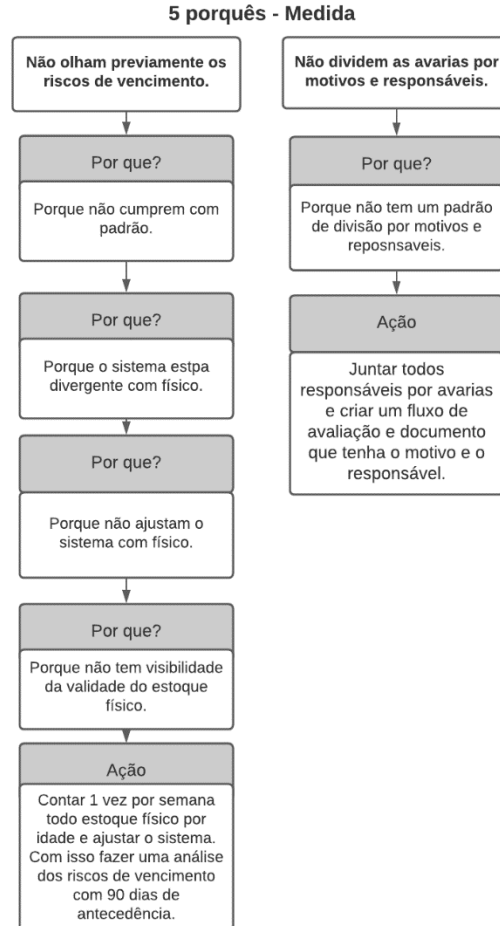 5 porquês - Medida
Não olham previamente os
riscos de vencimento.
Por que?
Porque não cumprem com
padrão.
Por que?
Porque o sistema estpa
divergente com físico.
Por que?
Porque não ajustam o
sistema com físico.
Por que?
Porque não tem visibilidade
da validade do estoque
físico.
Ação
Contar 1 vez por semana
todo estoque físico por
idade e ajustar o sistema.
Com isso fazer uma análise
dos riscos de vencimento
com 90 dias de
antecedência.
Não dividem as avarias por
motivos e responsáveis.
Por que?
Porque não tem um padrão
de divisão por motivos e
reposnsaveis.
Ação
Juntar todos
responsáveis por avarias
e criar um fluxo de
avaliação e documento
que tenha o motivo e o
responsável.